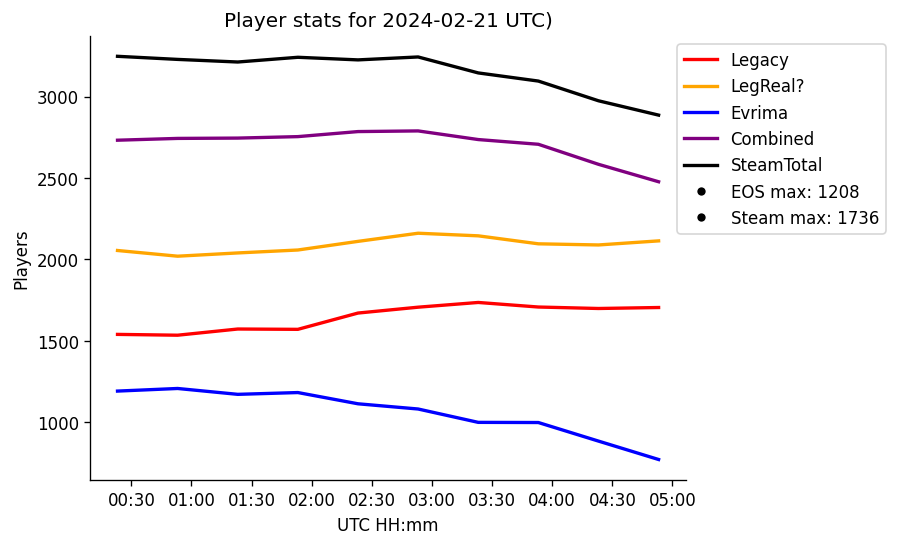 Player stats for 2024-02-21 UTC)
Legacy
LegReal?
Evrima
Combined
SteamTotal
EOS max: 1208
Steam max: 1736
Players
3000
2500
2000
1500
1000
00:30 01:00 01:30 02:00 02:30 03:00 03:30 04:00 04:30 05:00
UTC HH:mm